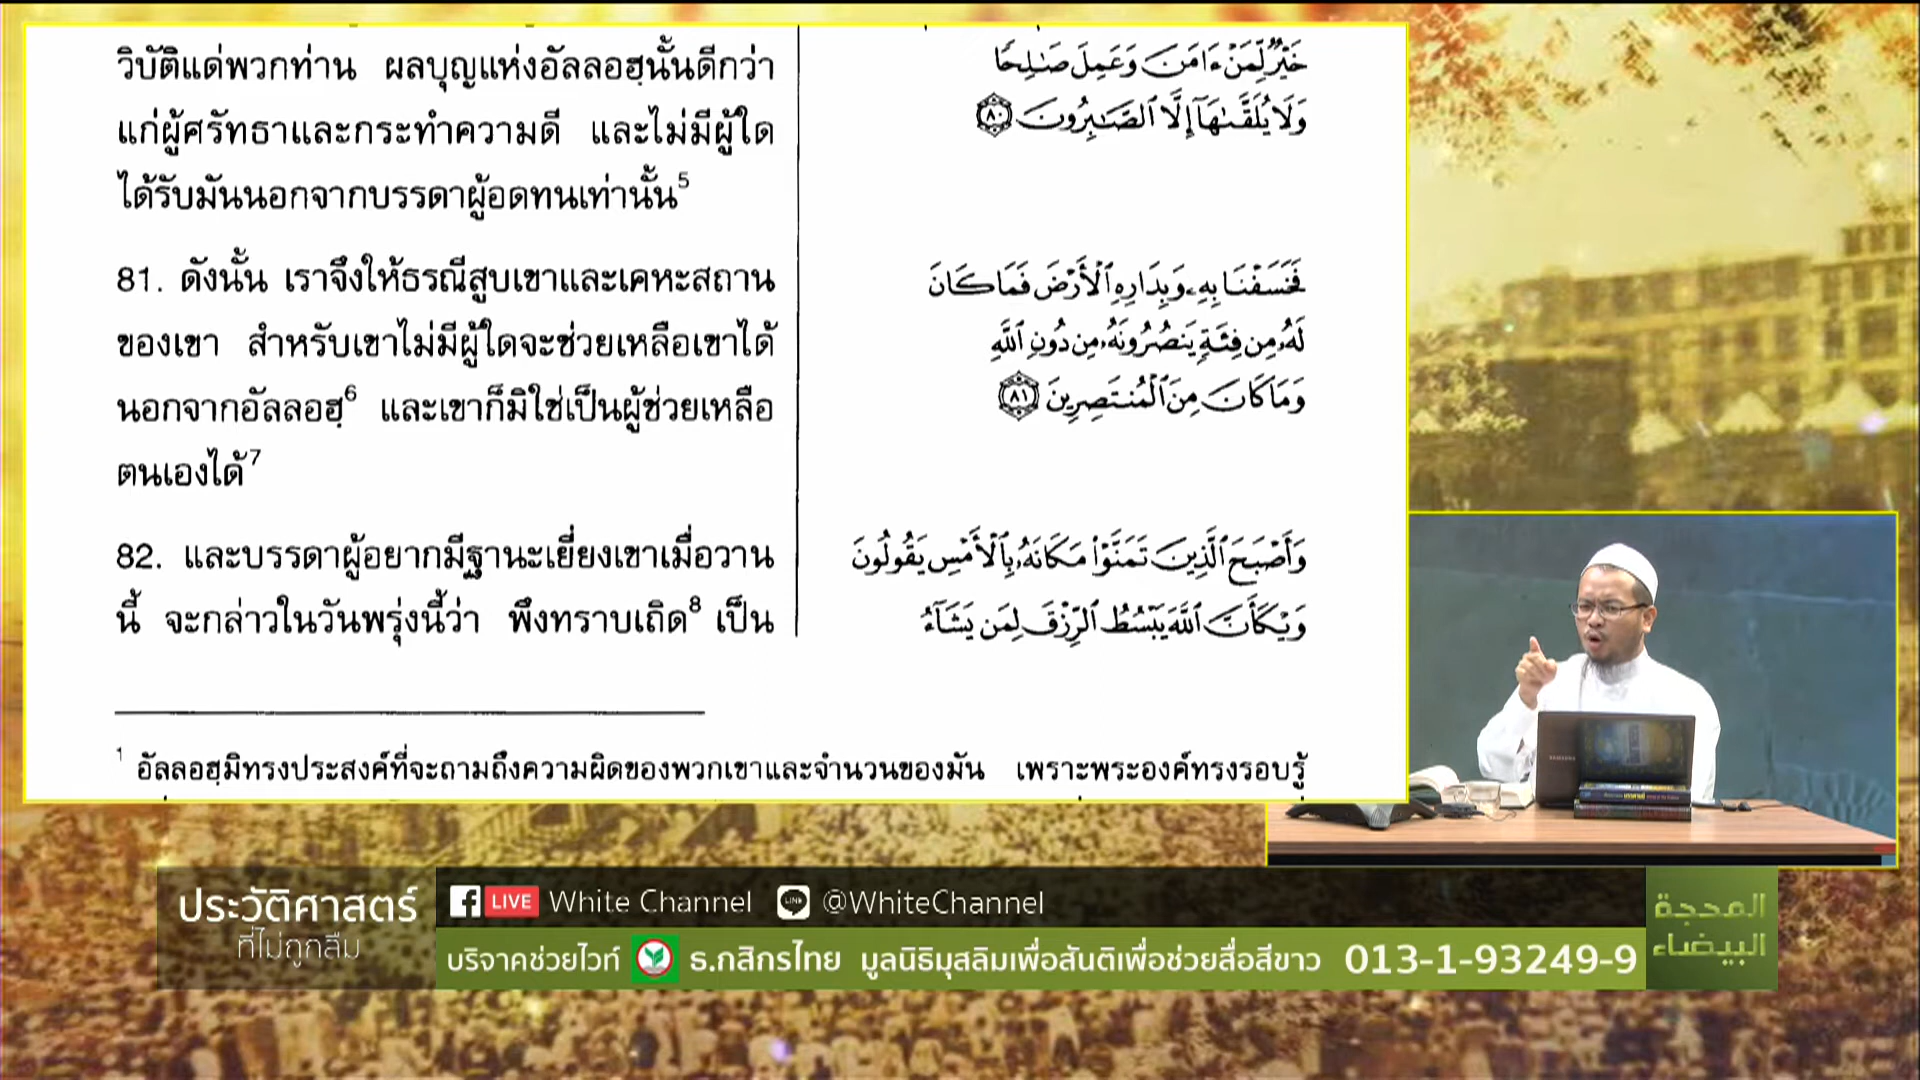 วิบัติแด่พวกท่าน ผลบุญแห่งอัลลอฮฺนั้นดีกว่า
แก่ผู้ศรัทธาและกระทำความดี และไม่มีผู้ใด
ได้รับมันนอกจากบรรดาผู้อดทนเท่านั้น5
81. ดังนั้น เราจึงให้ธรณีสูบเขาและเคหะสถาน
ของเขา สำหรับเขาไม่มีผู้ใดจะช่วยเหลือเขาได้
นอกจากอัลลอฮฺ6 และเขาก็มิใช่เป็นผู้ช่วยเหลือ
ตนเองได้7
82. และบรรดาผู้อยากมีฐานะเยี่ยงเขาเมื่อวาน
นี้ จะกล่าวในวันพรุ่งนี้ว่า พึงทราบเถิด8 เป็น
خَيْرٌ لِّمَنْ ءَامَنَ وَعَمِلَ صَـٰلِحًا
وَلَا يُلَقَّىٰهَآ إِلَّا ٱلصَّـٰبِرُونَ ٨٠
فَخَسَفْنَا بِهِۦ وَبِدَارِهِ ٱلْأَرْضَ فَمَا كَانَ
لَهُۥ مِن فِئَةٍ يَنصُرُونَهُۥ مِن دُونِ ٱللَّهِ
وَمَا كَانَ مِنَ ٱلْمُنتَصِرِينَ ٨١
وَأَصْبَحَ ٱلَّذِينَ تَمَنَّوْا۟ مَكَانَهُۥ بِٱلْأَمْسِ يَقُولُونَ
وَيْكَأَنَّ ٱللَّهَ يَبْسُطُ ٱلرِّزْقَ لِمَن يَشَآءُ
1 อัลลอฮฺมิทรงประสงค์ที่จะถามถึงความผิดของพวกเขาและจำนวนของมัน เพราะพระองค์ทรงรอบรู้
SAMSUNG
ประวัติศาสตร์
ที่ไม่ถูกลืม
LIVE White Channel LINE @WhiteChannel
บริจาคช่วยไวท์ ธ.กสิกรไทย มูลนิธิมุสลิมเพื่อสันติเพื่อช่วยสื่อสีขาว 013-1-93249-9
المحجة
البيضاء